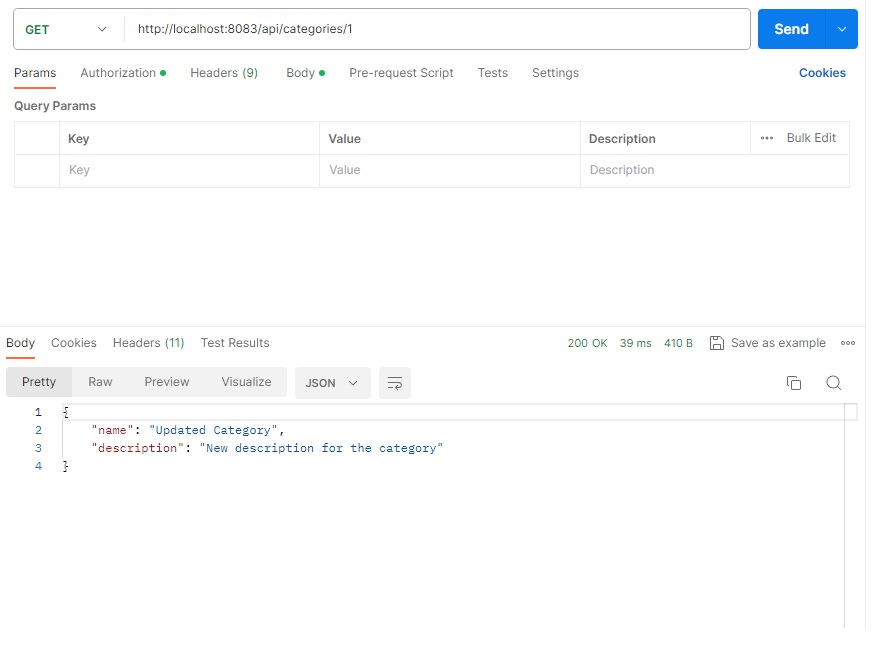 GET http://localhost:8083/api/categories/1 Send
Params Authorization Headers (9) Body Pre-request Script Tests Settings Cookies
Query Params
Key Value Description Bulk Edit
Key Value Description
Body Cookies Headers (11) Test Results 200 OK 39 ms 410 B Save as example
Pretty Raw Preview Visualize JSON
1 {
2 "name": "Updated Category",
3 "description": "New description for the category"
4 }